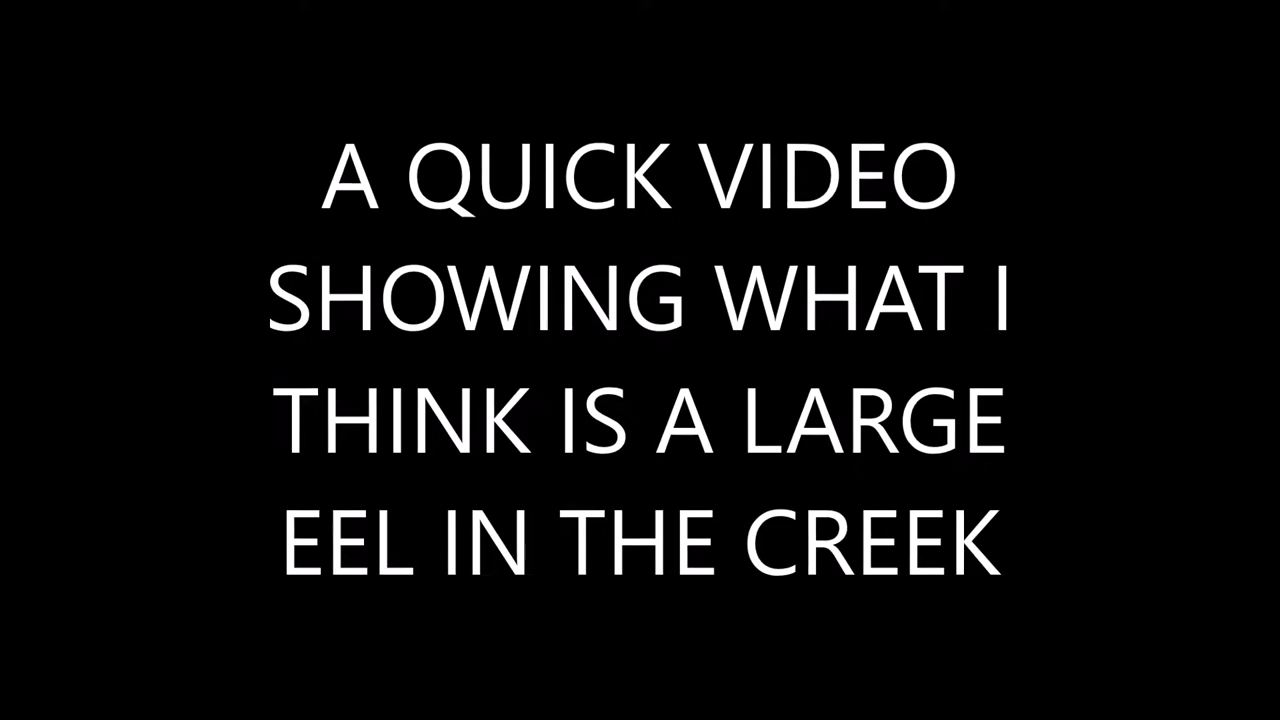 A QUICK VIDEO
SHOWING WHAT I
THINK IS A LARGE
EEL IN THE CREEK